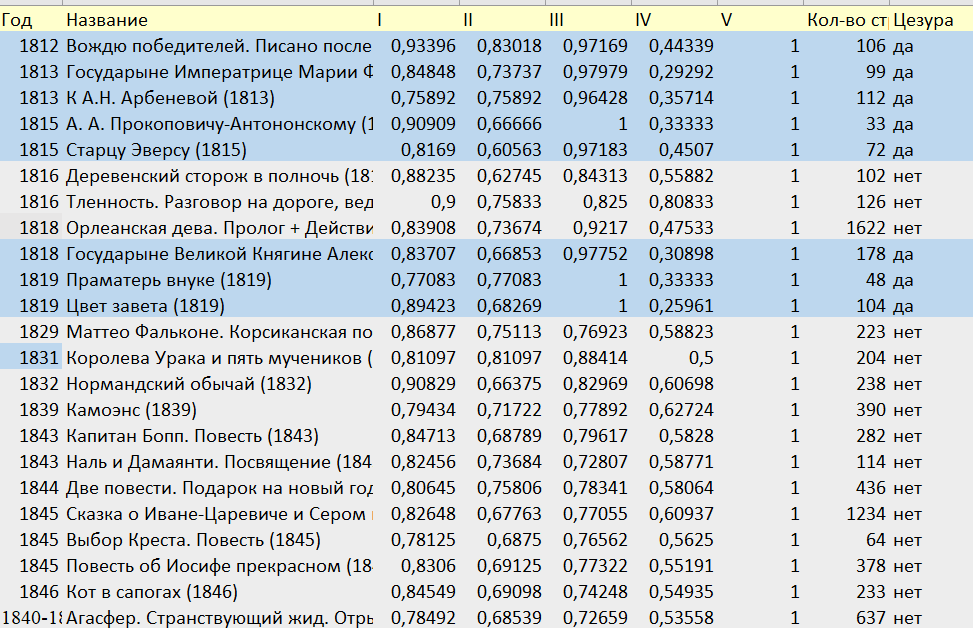 Год Название I II III IV V Кол-во ст Цезура
1812 Вождю победителей. Писано после 0,93396 0,83018 0,97169 0,44339 1 106 да
1813 Государыне Императрице Марии Ф 0,84848 0,73737 0,97979 0,29292 1 99 да
1813 К А.Н. Арбеневой (1813) 0,75892 0,75892 0,96428 0,35714 1 112 да
1815 А. А. Прокоповичу-Антононскому (1 0,90909 0,66666 1 0,33333 1 33 да
1815 Старцу Эверсу (1815) 0,8169 0,60563 0,97183 0,4507 1 72 да
1816 Деревенский сторож в полночь (181 0,88235 0,62745 0,84313 0,55882 1 102 нет
1816 Тленность. Разговор на дороге, вед 0,9 0,75833 0,825 0,80833 1 126 нет
1818 Орлеанская дева. Пролог + Действи 0,83908 0,73674 0,9217 0,47533 1 1622 нет
1818 Государыне Великой Княгине Алекс 0,83707 0,66853 0,97752 0,30898 1 178 да
1819 Праматерь внуке (1819) 0,77083 0,77083 1 0,33333 1 48 да
1819 Цвет завета (1819) 0,89423 0,68269 1 0,25961 1 104 да
1829 Маттео Фальконе. Корсиканская по 0,86877 0,75113 0,76923 0,58823 1 223 нет
1831 Королева Урака и пять мучеников ( 0,81097 0,81097 0,88414 0,5 1 204 нет
1832 Нормандский обычай (1832) 0,90829 0,66375 0,82969 0,60698 1 238 нет
1839 Камоэнс (1839) 0,79434 0,71722 0,77892 0,62724 1 390 нет
1843 Капитан Бопп. Повесть (1843) 0,84713 0,68789 0,79617 0,5828 1 282 нет
1843 Наль и Дамаянти. Посвящение (184 0,82456 0,73684 0,72807 0,58771 1 114 нет
1844 Две повести. Подарок на новый год 0,80645 0,75806 0,78341 0,58064 1 436 нет
1845 Сказка о Иване-Царевиче и Сером 0,82648 0,67763 0,77055 0,60937 1 1234 нет
1845 Выбор Креста. Повесть (1845) 0,78125 0,6875 0,76562 0,5625 1 64 нет
1845 Повесть об Иосифе прекрасном (184 0,8306 0,69125 0,77322 0,55191 1 378 нет
1846 Кот в сапогах (1846) 0,84549 0,69098 0,74248 0,54935 1 233 нет
1840-18 Агасфер. Странствующий жид. Отры 0,78492 0,68539 0,72659 0,53558 1 637 нет